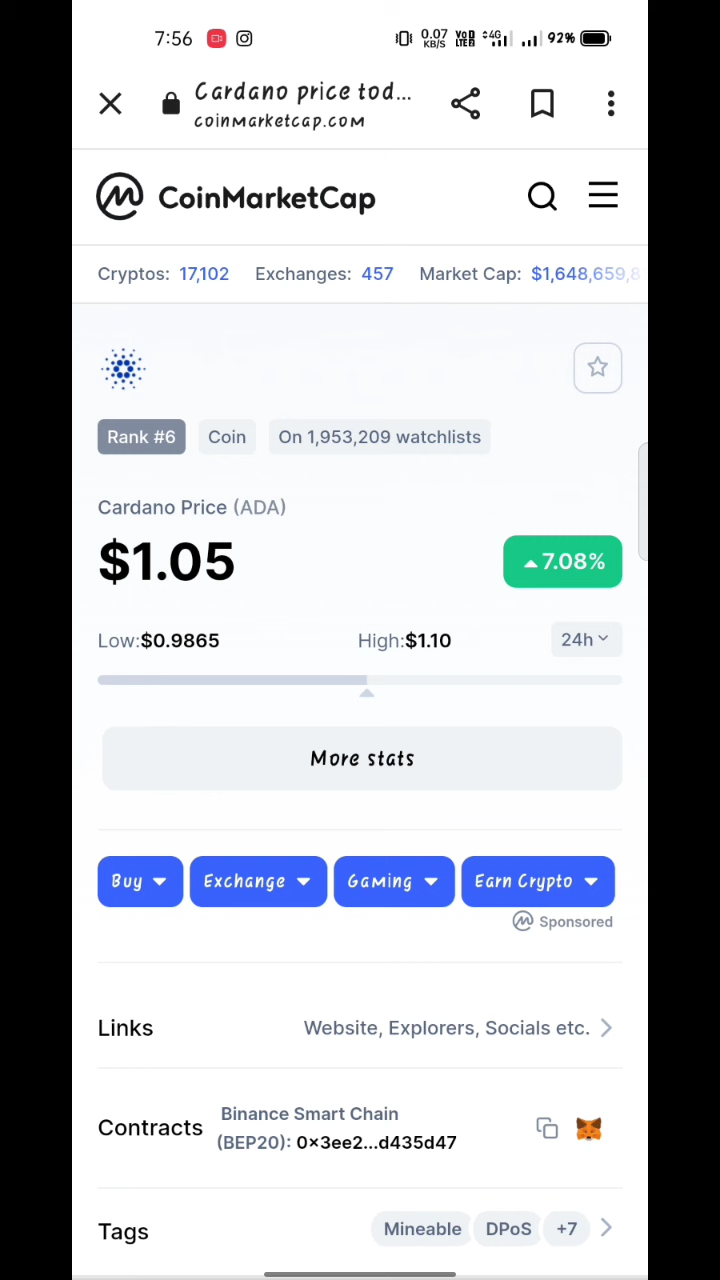 7:56 0.07 KB/S VoD LTE2 4G 92%
Cardano price tod...
coinmarketcap.com
CoinMarketCap
Cryptos: 17,102 Exchanges: 457 Market Cap: $1,648,659,8
Rank #6 Coin On 1,953,209 watchlists
Cardano Price (ADA)
$1.05 7.08%
Low:$0.9865 High:$1.10 24h
More stats
Buy Exchange Gaming Earn Crypto
Sponsored
Links Website, Explorers, Socials etc.
Contracts Binance Smart Chain
(BEP20): 0x3ee2...d435d47
Tags Mineable DPoS +7